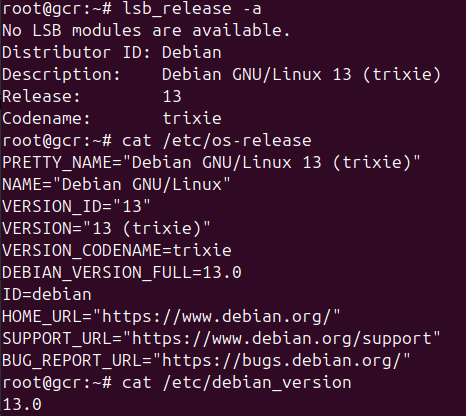 root@gcr:~# lsb_release -a
No LSB modules are available.
Distributor ID: Debian
Description:    Debian GNU/Linux 13 (trixie)
Release:        13
Codename:       trixie
root@gcr:~# cat /etc/os-release
PRETTY_NAME="Debian GNU/Linux 13 (trixie)"
NAME="Debian GNU/Linux"
VERSION_ID="13"
VERSION="13 (trixie)"
VERSION_CODENAME=trixie
DEBIAN_VERSION_FULL=13.0
ID=debian
HOME_URL="https://www.debian.org/"
SUPPORT_URL="https://www.debian.org/support"
BUG_REPORT_URL="https://bugs.debian.org/"
root@gcr:~# cat /etc/debian_version
13.0